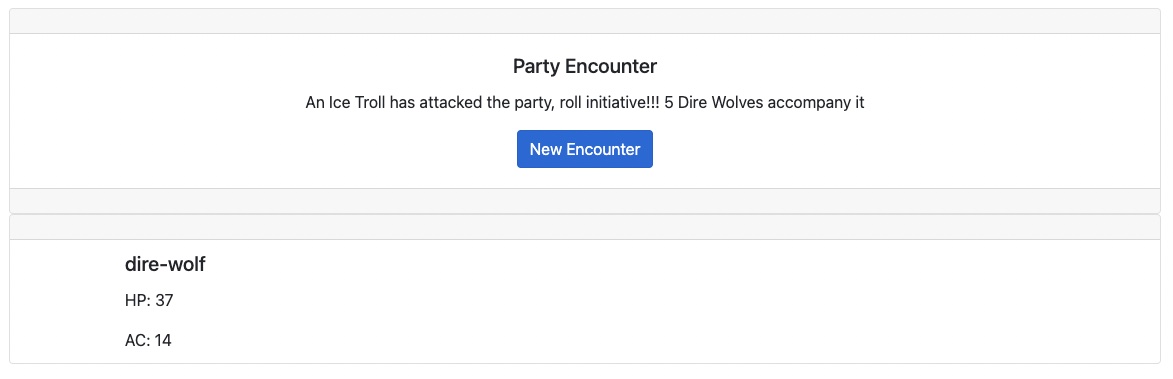 Party Encounter
An Ice Troll has attacked the party, roll initiative!!! 5 Dire Wolves accompany it
New Encounter
dire-wolf
HP: 37
AC: 14